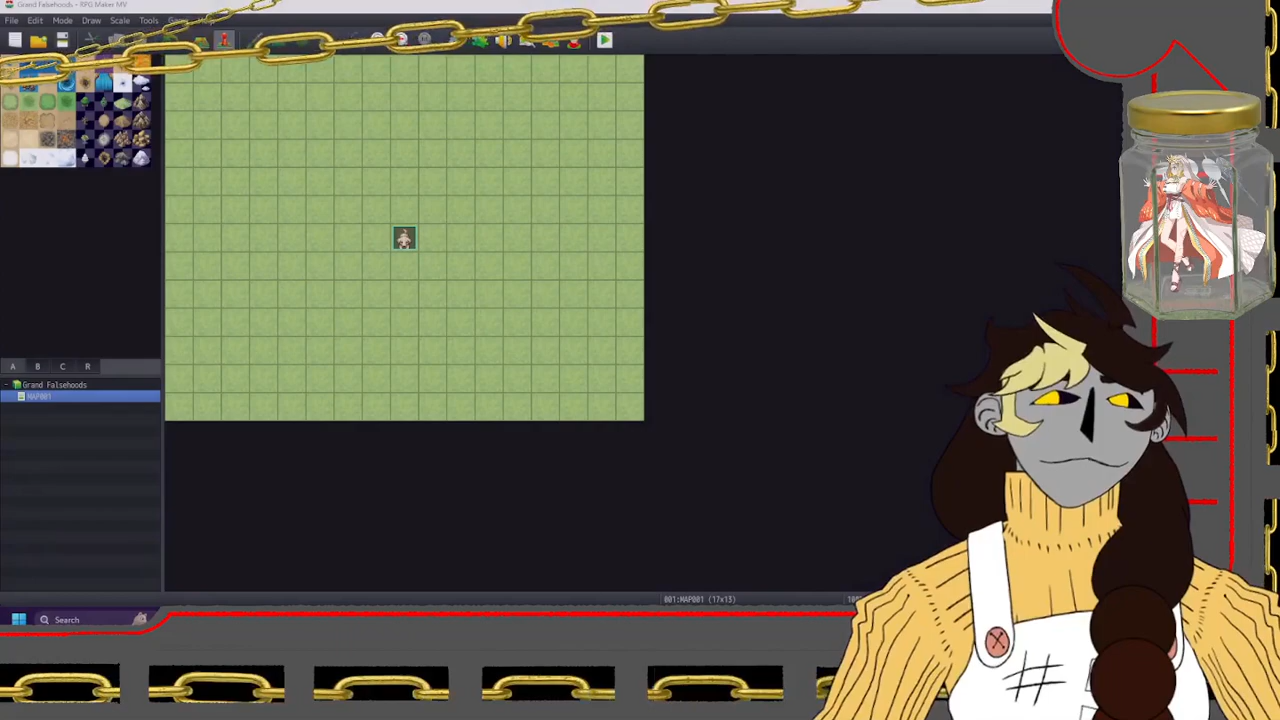 Grand Falsehoods - RPG Maker MV
File Edit Mode Draw Scale Tools
A B C R
Grand Falsehoods
MAP001
001:MAP001 (17x13)
Search